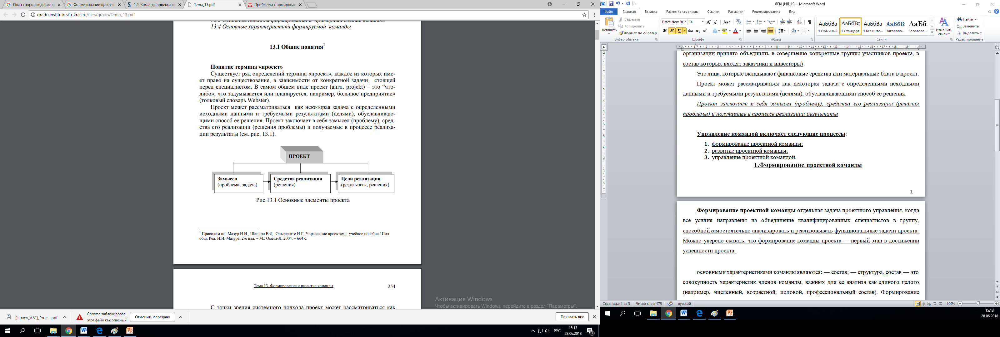 План сопровождения д
Формирование проектн
1.2. Команда проекта: о
Tema_13.pdf
Проблемы формирован
grado.institute.sfu-kras.ru/files/grado/Tema_13.pdf
13.4 Основные характеристики формируемой команды
13.1 Общие понятия1
Понятие термина «проект»
Существует ряд определений термина «проект», каждое из которых име-
ет право на существование, в зависимости от конкретной задачи, стоящей
перед специалистом. В самом общем виде проект (англ. projekt) – это “что-
либо», что задумывается или планируется, например, большое предприятие»
(толковый словарь Webster).
Проект может рассматриваться как некоторая задача с определенными
исходными данными и требуемыми результатами (целями), обуславливаю-
щими способ ее решения. Проект заключает в себя замысел (проблему), сред-
ства его реализации (решения проблемы) и получаемые в процессе реализа-
ции результаты (см. рис. 13.1).
ПРОЕКТ
Замысел
(проблема, задача)
Средства реализации
(решения)
Цели реализации
(результаты, решения)
Рис.13.1 Основные элементы проекта
1 Приводим по: Мазур И.И., Шапиро В.Д., Ольдерогге Н.Г. Управление проектами: учебное пособие / Под
общ. Ред. И.И. Мазура. 2-е изд. – М.: Омега-Л, 2004. – 664 с.
Тема 13. Формирование и развитие команды 254
С точки зрения системного подхода проект может рассматриваться как
Активация Windows
Чтобы активировать Windows, перейдите в раздел "Параметры".
[Lipaev_V.V.]_Proe....pdf
Chrome заблокировал
этот файл как опасный.
Отменить передачу
Показать все
РУС
15:13
28.06.2018
1
ЛЕКЦИЯ_19 - Microsoft Word
Файл Главная Вставка Разметка страницы Ссылки Рассылки Рецензирование Вид
Вставить
Вырезать
Копировать
Формат по образцу
Буфер обмена
Times New Rc 14
Ж К Ч abc x2 x2
Шрифт
Абзац
АаБбВв АаБбВв АаБбВв АаБбВ АаБб
¶ Обычный ¶ Стандарт ¶ Без инте... Заголово... Заголово...
Изменить
стили
Стили
Найти
Заменить
Выделить
Редактирование
организации принято объединять в совершенно конкретные группы участников проекта, в
состав которых входят заказчики и инвесторы)
Это лица, которые вкладывают финансовые средства или материальные блага в проект.
Проект может рассматриваться как некоторая задача с определенными исходными
данными и требуемыми результатами (целями), обуславливающими способ ее решения.
Проект заключает в себя замысел (проблему), средства его реализации (решения
проблемы) и получаемые в процессе реализации результаты
Управление командой включает следующие процессы:
1. формирование проектной команды;
2. развитие проектной команды;
3. управление проектной командой.
1.Формирование проектной команды
1
Формирование проектной команды отдельная задача проектного управления, когда
все усилия направлены на объединение квалифицированных специалистов в группу,
способной самостоятельно анализировать и реализовывать функциональные задачи проекта.
Можно уверено сказать, что формирование команды проекта — первый этап в достижении
успешности проекта.
основными характеристиками команды являются: — состав; — структура. состав — это
совокупность характеристик членов команды, важных для ее анализа как единого целого
(например, численный, возрастной, половой, профессиональный состав). Формирование
Страница: 1 из 3 Число слов: 475 русский 100%
15:13
28.06.2018